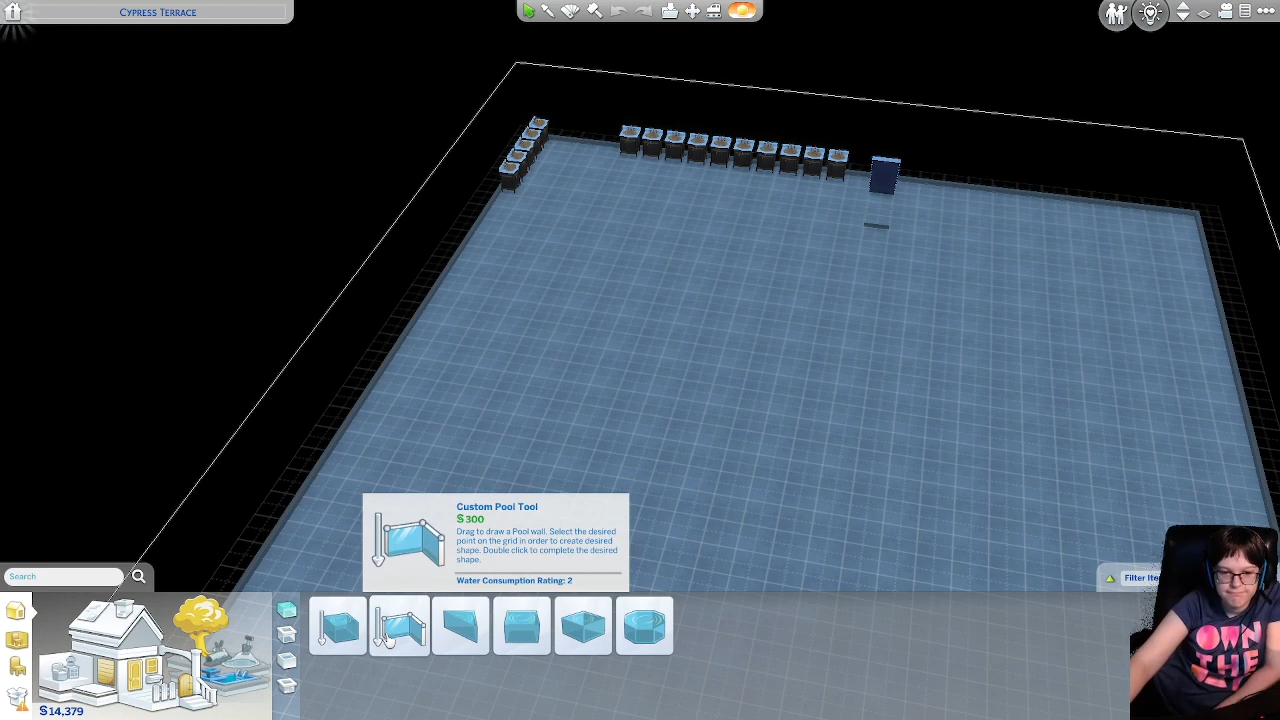 Cypress Terrace
Custom Pool Tool
§300
Drag to draw a Pool wall. Select the desired
point on the grid in order to create desired
shape. Double click to complete the desired
shape.
Water Consumption Rating: 2
Search
Filter
OWN
THE
§14,379